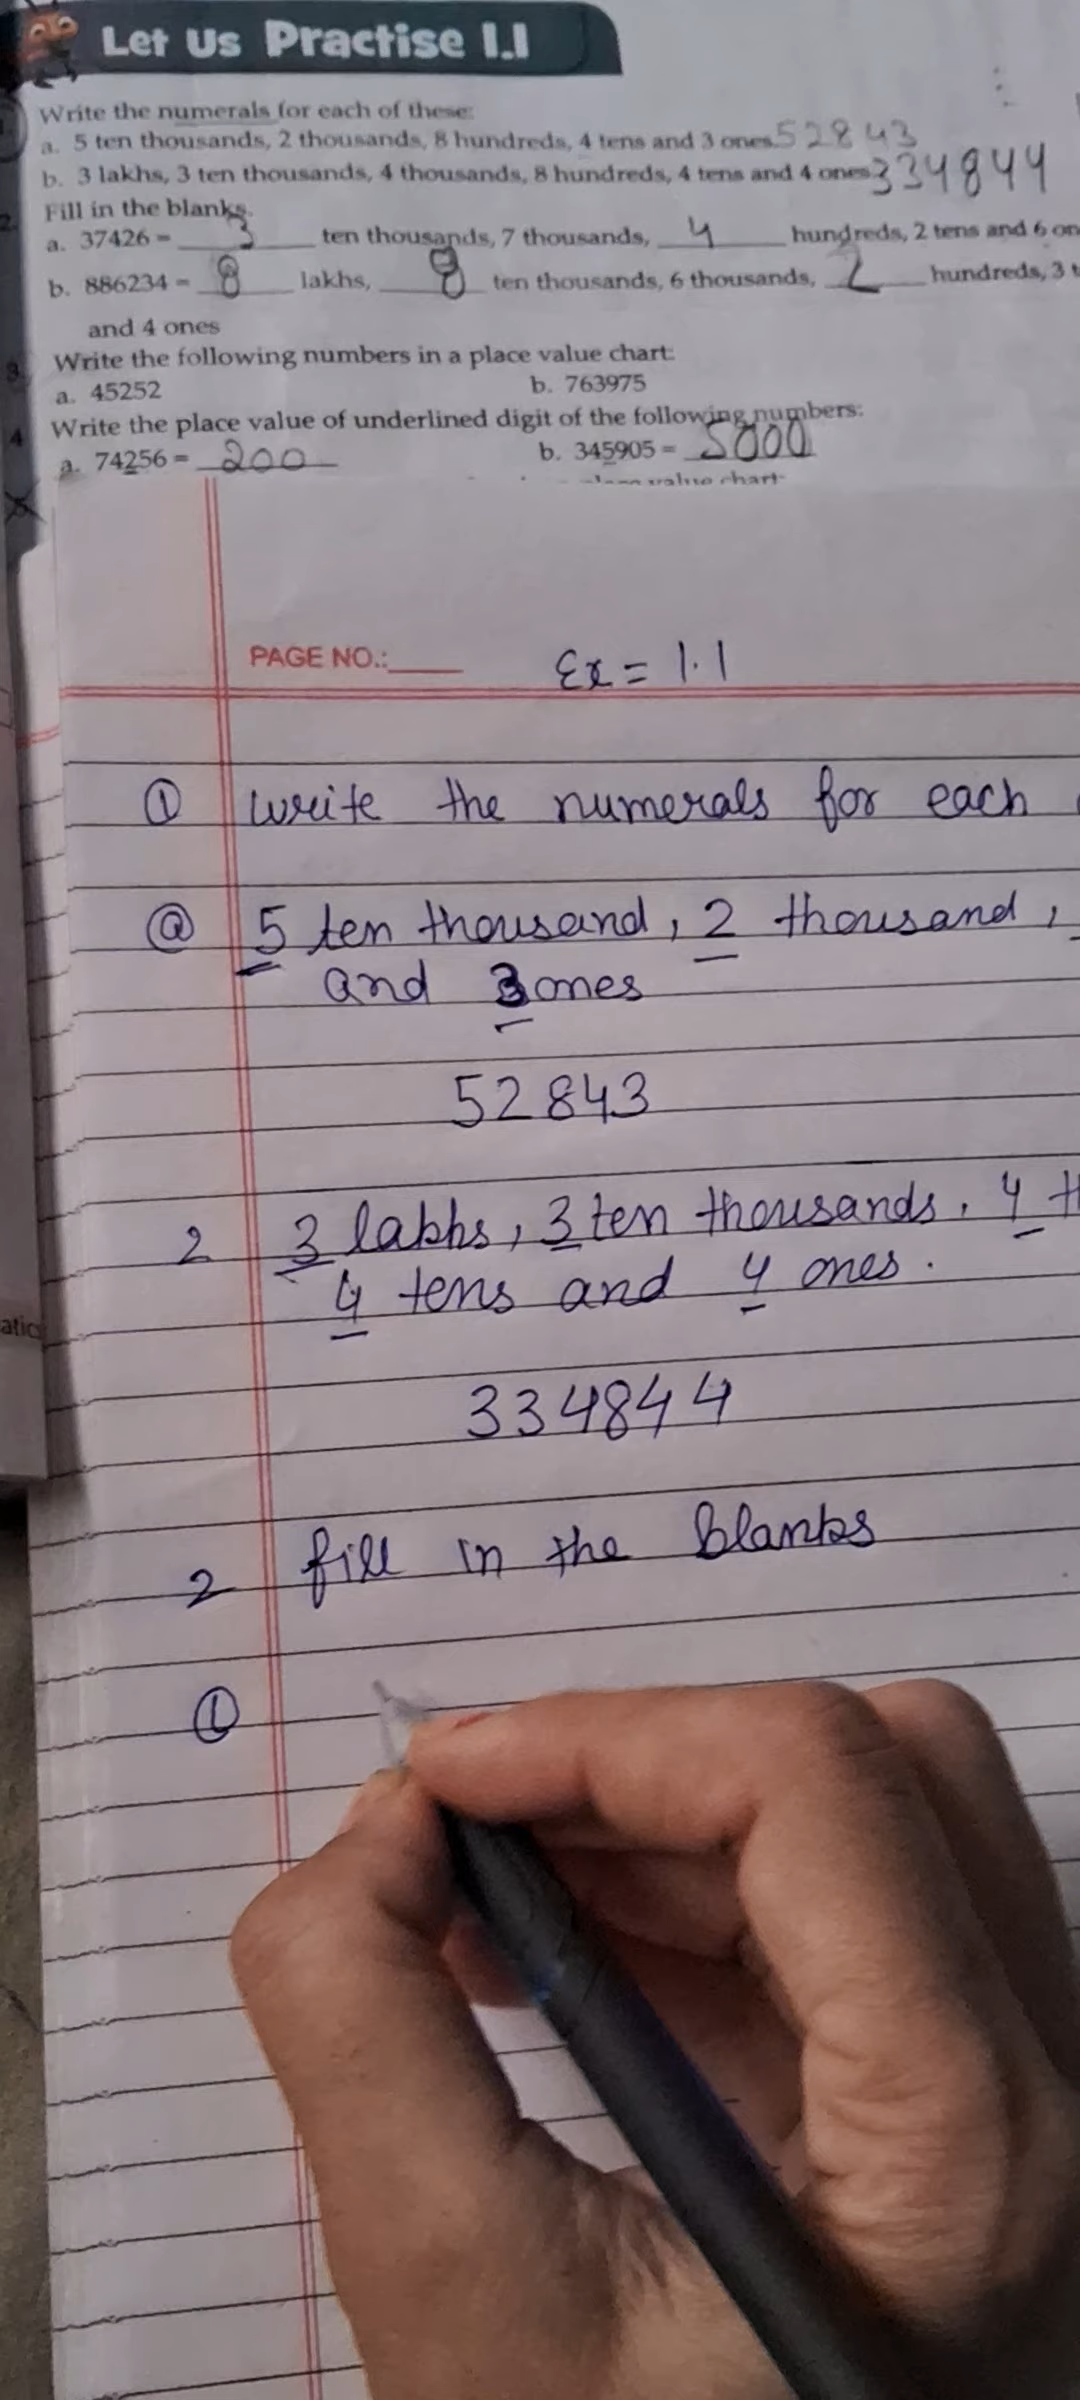 Let Us Practise 1.1
Write the numerals for each of these:
a. 5 ten thousands, 2 thousands, 8 hundreds, 4 tens and 3 ones. 52843
b. 3 lakhs, 3 ten thousands, 4 thousands, 8 hundreds, 4 tens and 4 ones 334844
2. Fill in the blanks.
a. 37426 = 3 ten thousands, 7 thousands, 4 hundreds, 2 tens and 6 on
b. 886234 = 8 lakhs, 8 ten thousands, 6 thousands, 2 hundreds, 3 t
and 4 ones
3. Write the following numbers in a place value chart:
a. 45252 b. 763975
4. Write the place value of underlined digit of the following numbers:
a. 74256 = 200 b. 345905 = 5000
value chart
PAGE NO.: Ex = 1.1
① Write the numerals for each
ⓐ 5 ten thousand, 2 thousand,
and 3 ones
52843
2 3 lakhs, 3 ten thousands, 4 th
4 tens and 4 ones.
334844
2 fill in the blanks
①
atic